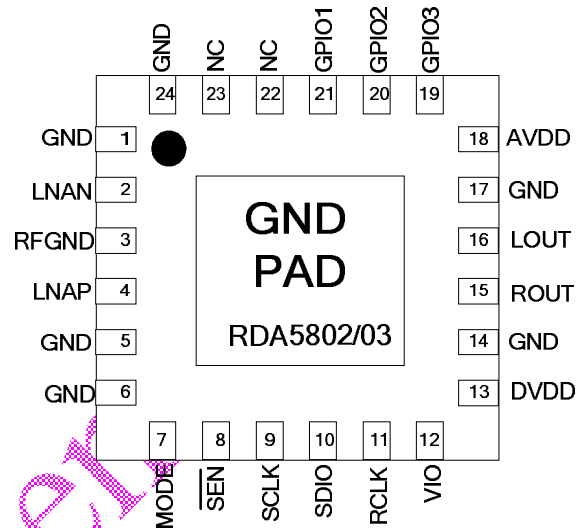 GND NC NC GPIO1 GPIO2 GPIO3
24 23 22 21 20 19
GND 1 18 AVDD
LNAN 2 17 GND
RFGND 3 16 LOUT
LNAP 4 15 ROUT
GND 5 14 GND
GND 6 13 DVDD
GND
PAD
RDA5802/03
7 8 9 10 11 12
MODE SEN SCLK SDIO RCLK VIO